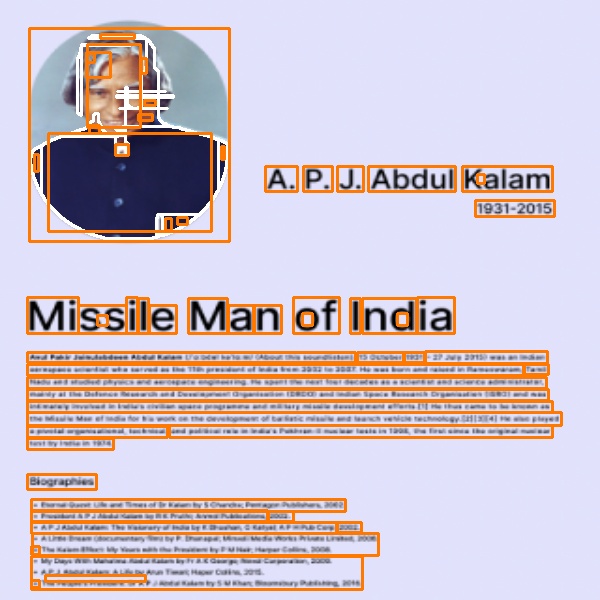 A. P. J. Abdul Kalam
1931-2015
Missile Man of India
Avul Pakir Jainulabdeen Abdul Kalam (About this soundlisten); 15 October 1931 - 27 July 2015) was an Indian
aerospace scientist who served as the 11th president of India from 2002 to 2007. He was born and raised in Rameswaram, Tamil
Nadu and studied physics and aerospace engineering. He spent the next four decades as a scientist and science administrator,
mainly at the Defence Research and Development Organisation (DRDO) and Indian Space Research Organisation (ISRO) and was
intimately involved in India's civilian space programme and military missile development efforts.[1] He thus came to be known as
the Missile Man of India for his work on the development of ballistic missile and launch vehicle technology.[2][3][4] He also played
a pivotal organisational, technical and political role in India's Pokhran-II nuclear tests in 1998, the first since the original nuclear
test by India in 1974.
Biographies
• Eternal Quest: Life and Times of Dr Kalam by S Chandra; Pentagon Publishers, 2002
• President A P J Abdul Kalam by R K Pruthi; Anmol Publications, 2002.
• A P J Abdul Kalam: The Visionary of India by K Bhushan, G Katyal; A P H Pub Corp, 2002.
• A Little Dream (documentary film) by P. Dhanapal; Minveli Media Works Private Limited, 2008.
• The Kalam Effect: My Years with the President by P M Nair; Harper Collins, 2008.
• My Days With Mahatma Abdul Kalam by Fr A K George; Novel Corporation, 2009.
• A.P.J. Abdul Kalam: A Life by Arun Tiwari; Haper Collins, 2015.
• The People's President: Dr A P J Abdul Kalam by S M Khan; Bloomsbury Publishing, 2016.